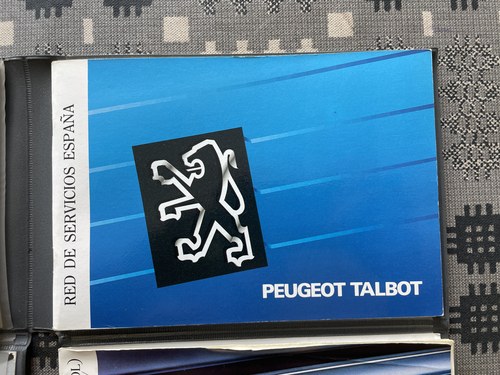 RED DE SERVICIOS ESPAÑA
PEUGEOT TALBOT